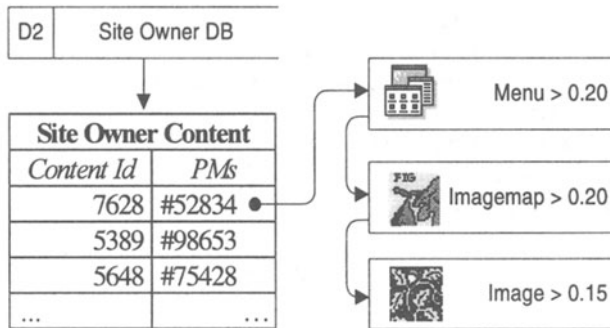 D2 Site Owner DB
Site Owner Content
Content Id PMs
7628 #52834
5389 #98653
5648 #75428
... ...
Menu > 0.20
FIG
Imagemap > 0.20
Image > 0.15